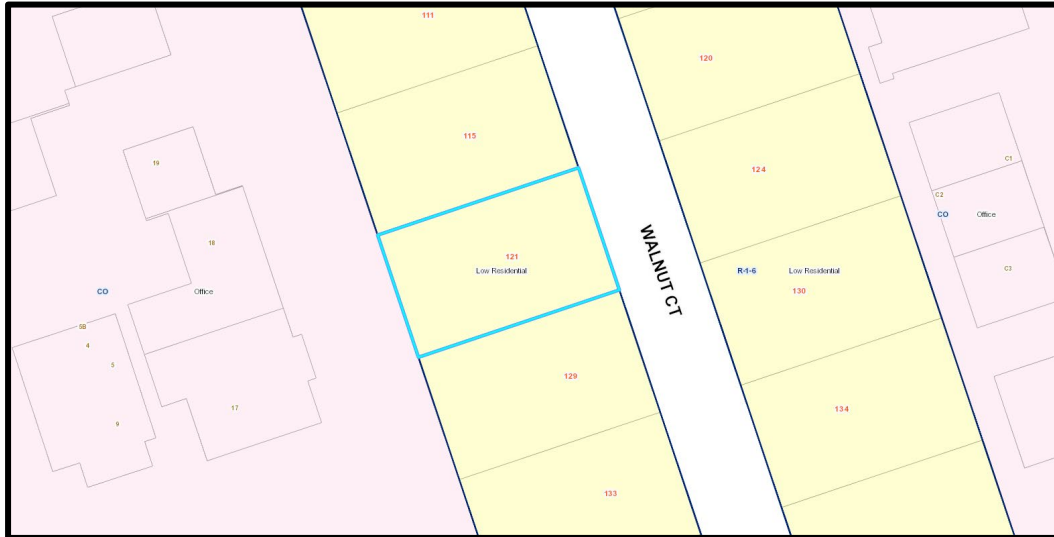 111
120
115
19
124
C1
C2
CO
Office
18
121
Low Residential
WALNUT CT
R-1-6
Low Residential
130
C3
CO
Office
5B
4
5
9
17
129
134
133